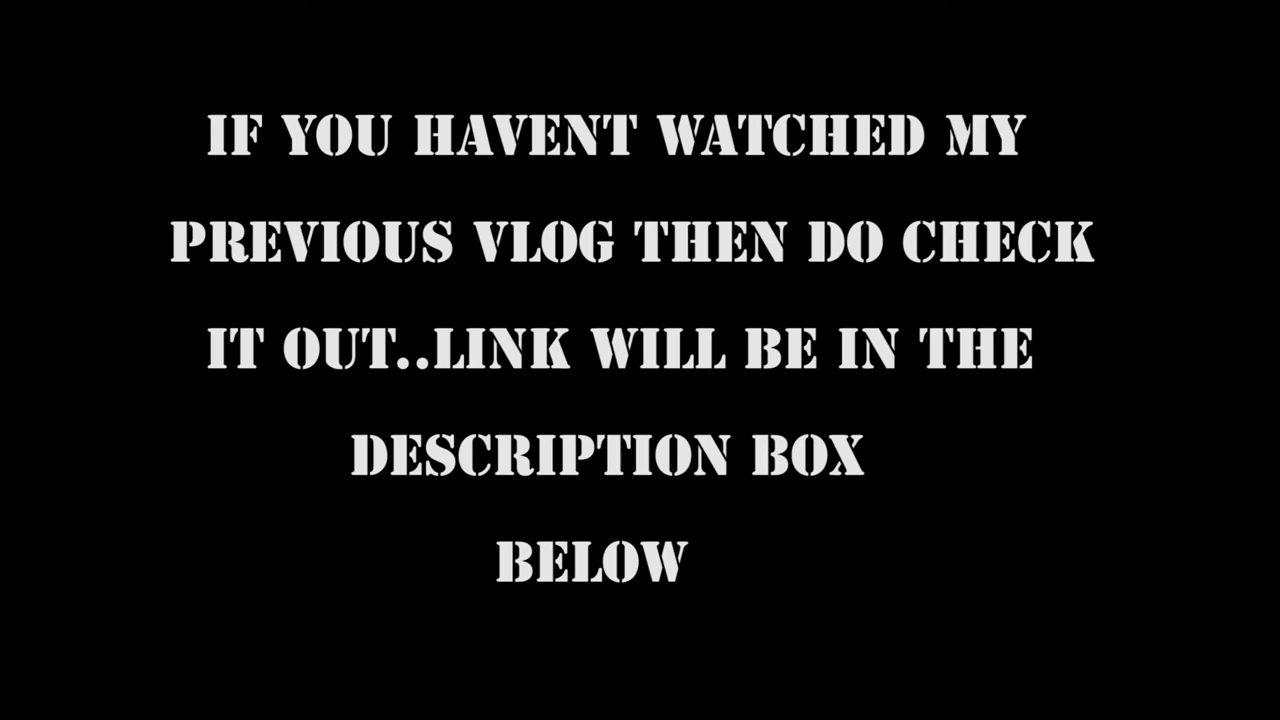 IF YOU HAVENT WATCHED MY
PREVIOUS VLOG THEN DO CHECK
IT OUT..LINK WILL BE IN THE
DESCRIPTION BOX
BELOW